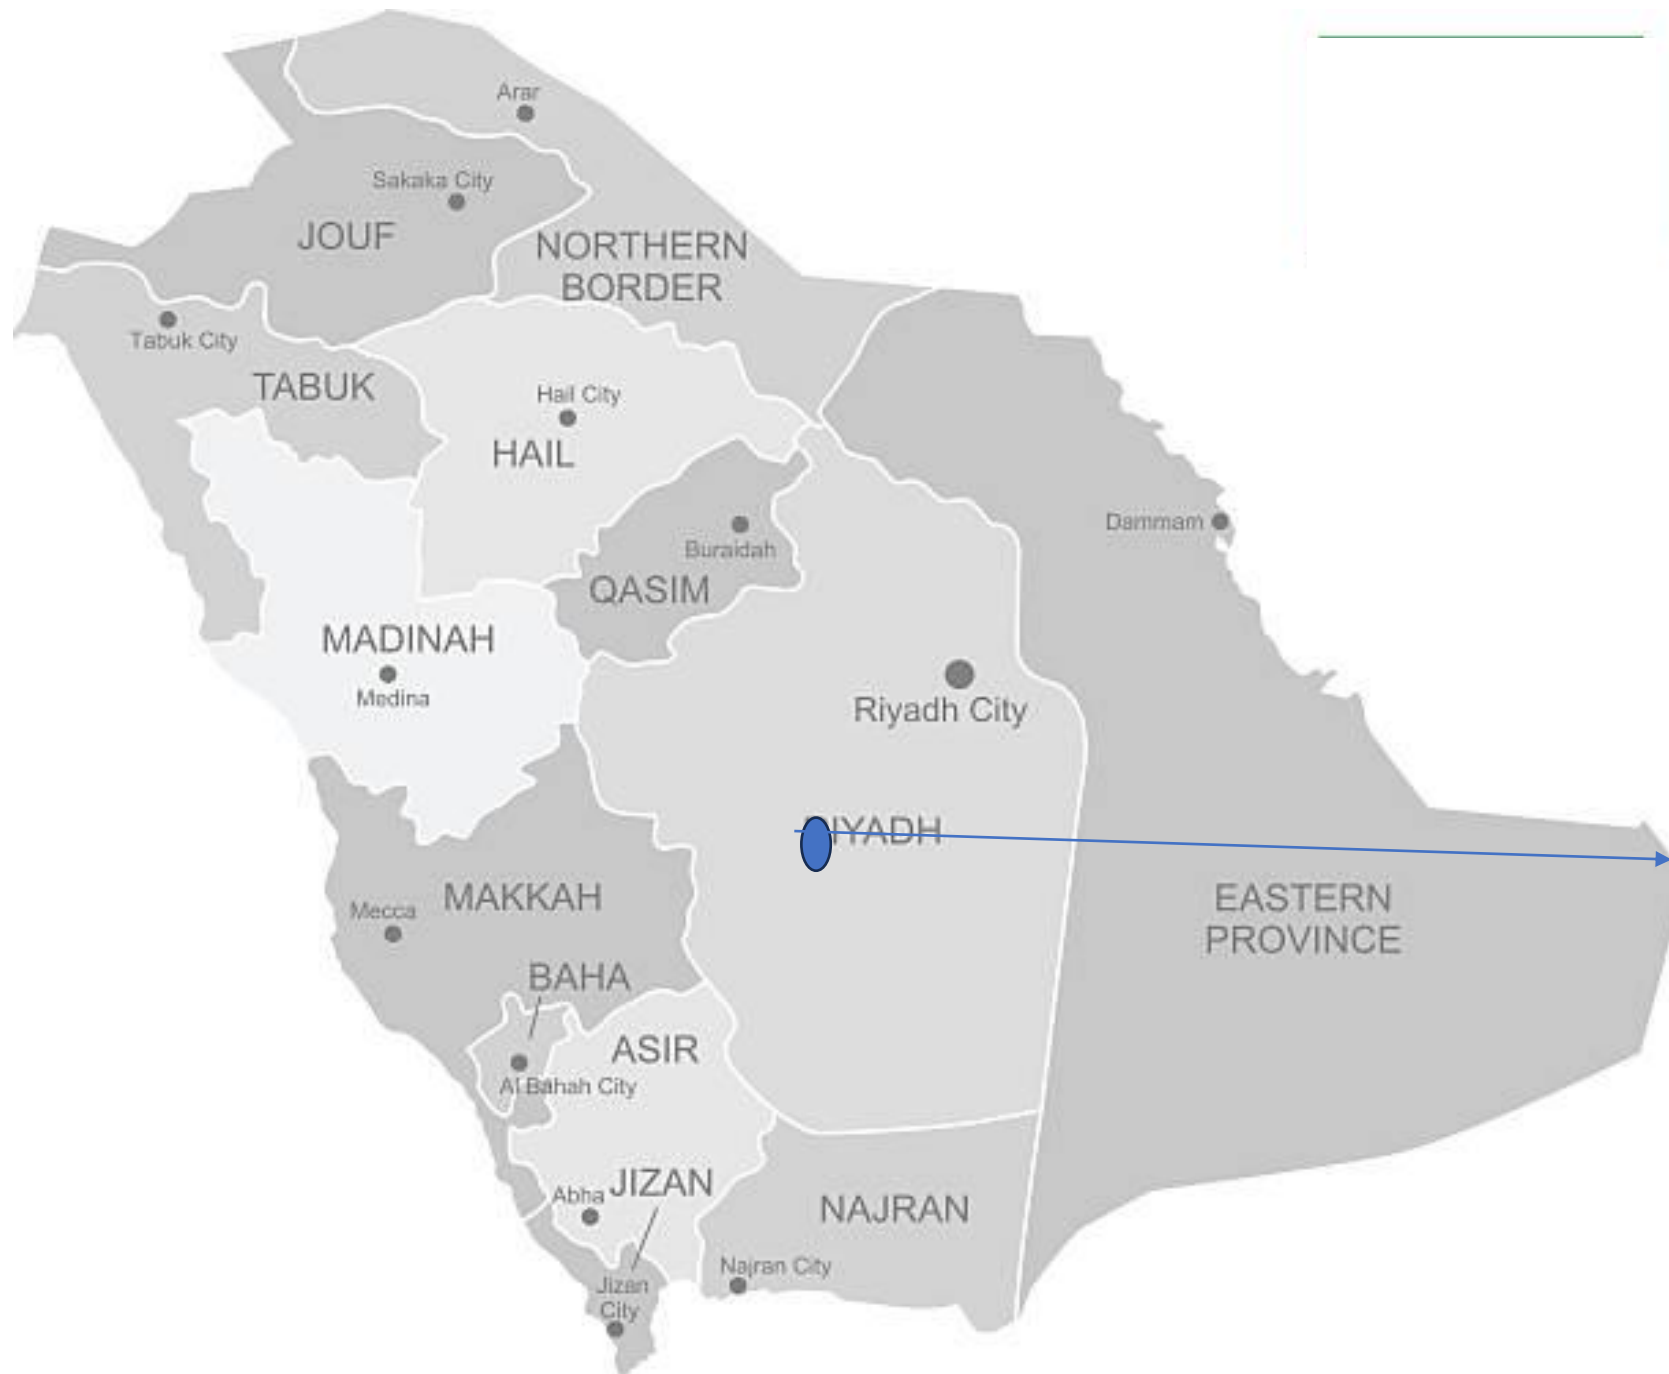 Arar
Sakaka City
JOUF
NORTHERN
BORDER
Tabuk City
TABUK
Hail City
HAIL
Dammam
Buraidah
QASIM
MADINAH
Medina
Riyadh City
IYADH
MAKKAH
Mecca
EASTERN
PROVINCE
BAHA
ASIR
Al Bahah City
JIZAN
Abha
NAJRAN
Najran City
Jizan
City